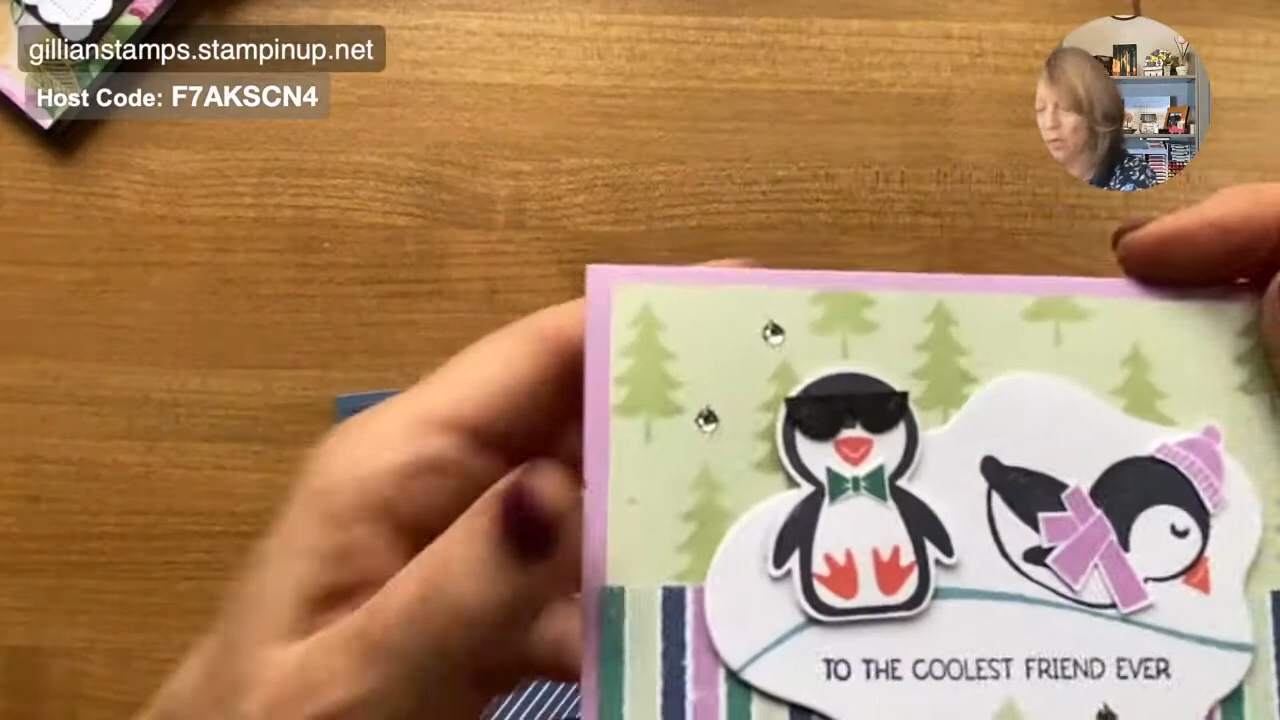 gillianstamps.stampinup.net
Host Code: F7AKSCN4
TO THE COOLEST FRIEND EVER